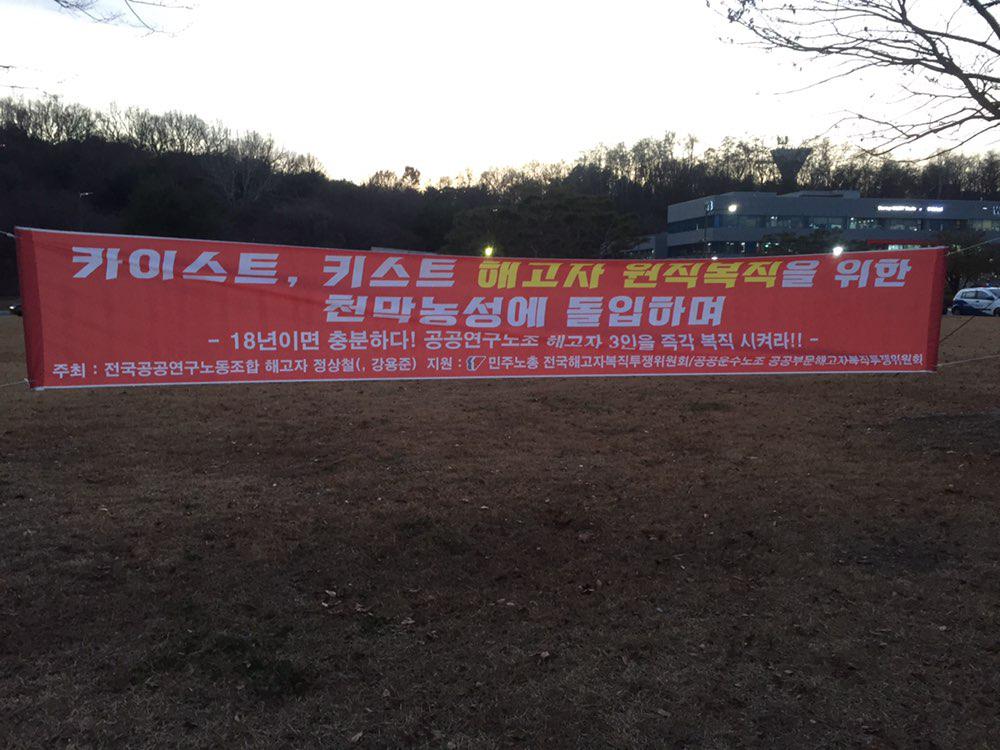 카이스트, 키스트 해고자 원직복직을 위한
천막농성에 돌입하며
- 18년이면 충분하다! 공공연구노조 해고자 3인을 즉각 복직 시켜라!! -
주최 : 전국공공연구노동조합 해고자 정상철(, 강용준) 지원 : 민주노총 전국해고자복직투쟁위원회/공공운수노조 공공부문해고자복직투쟁위원회